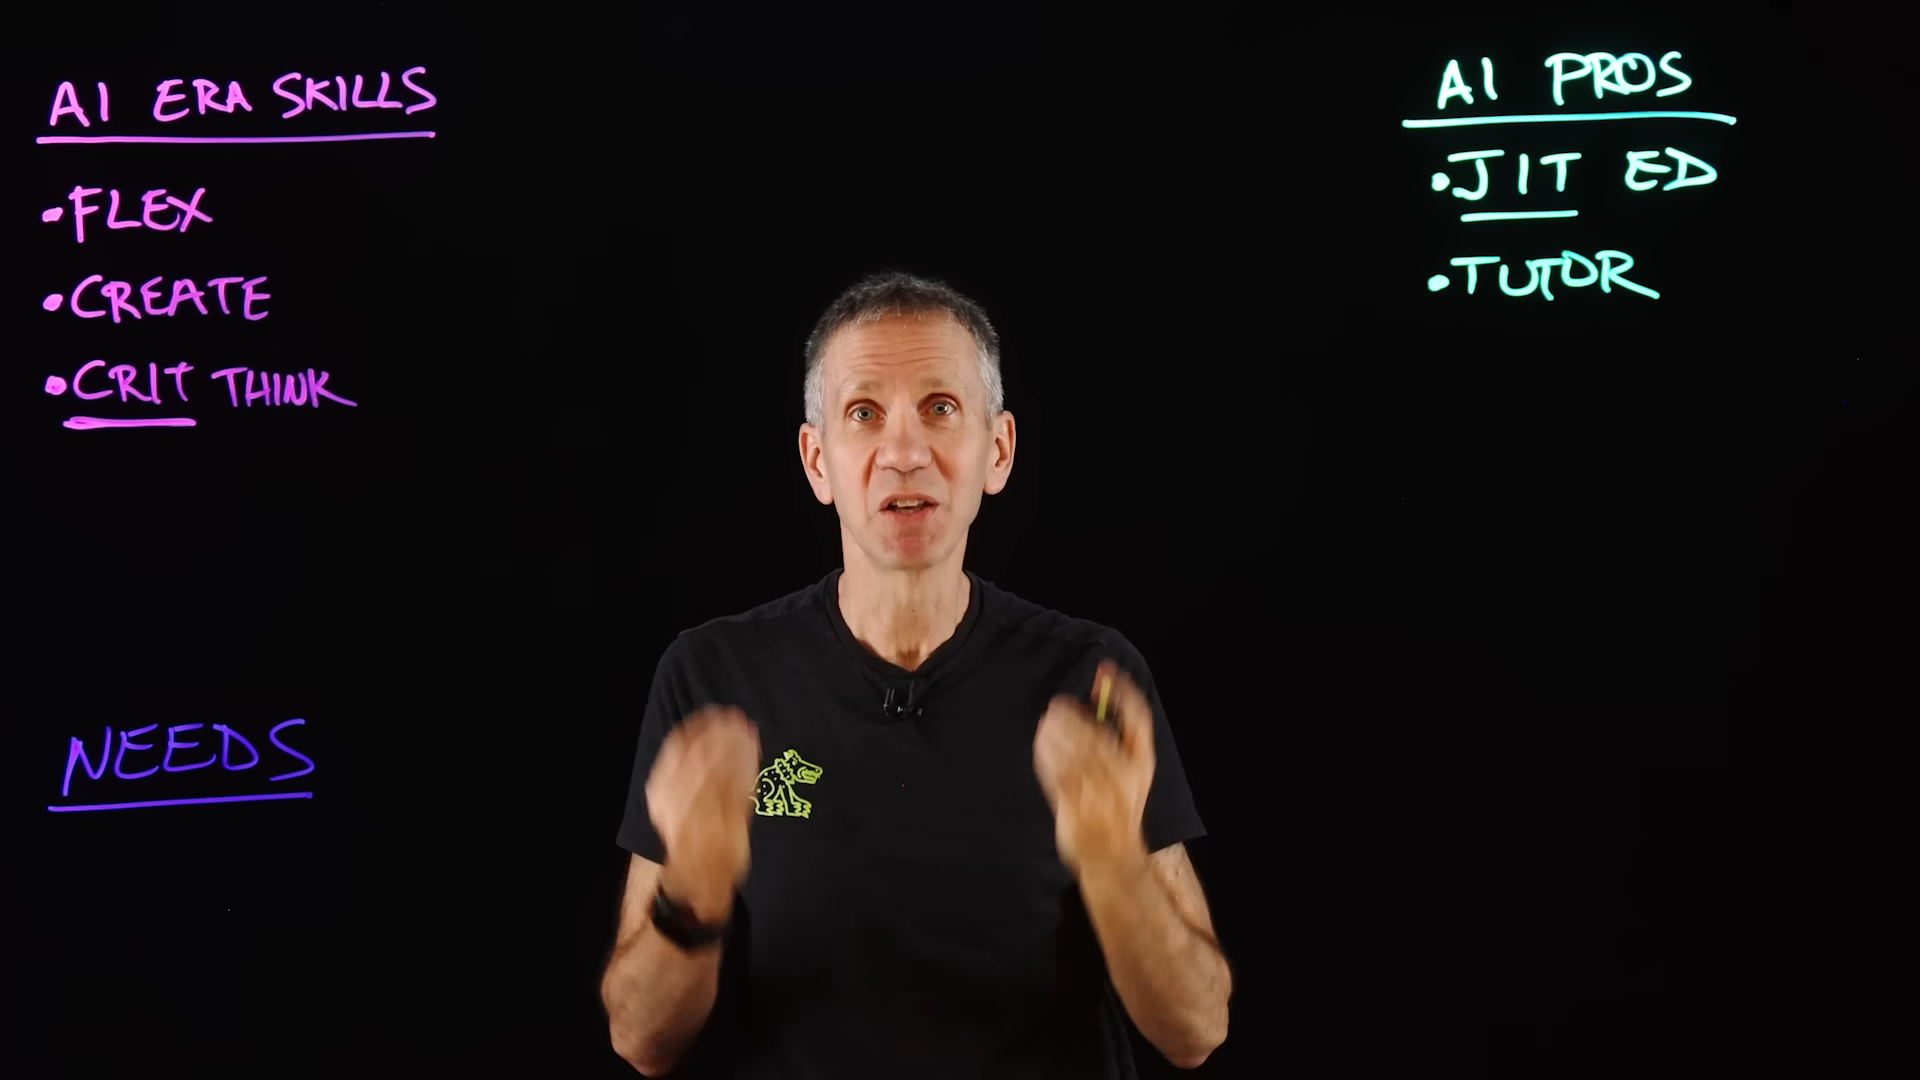 AI ERA SKILLS
•FLEX
•CREATE
•CRIT THINK
NEEDS
AI PROS
•JIT ED
•TUTOR